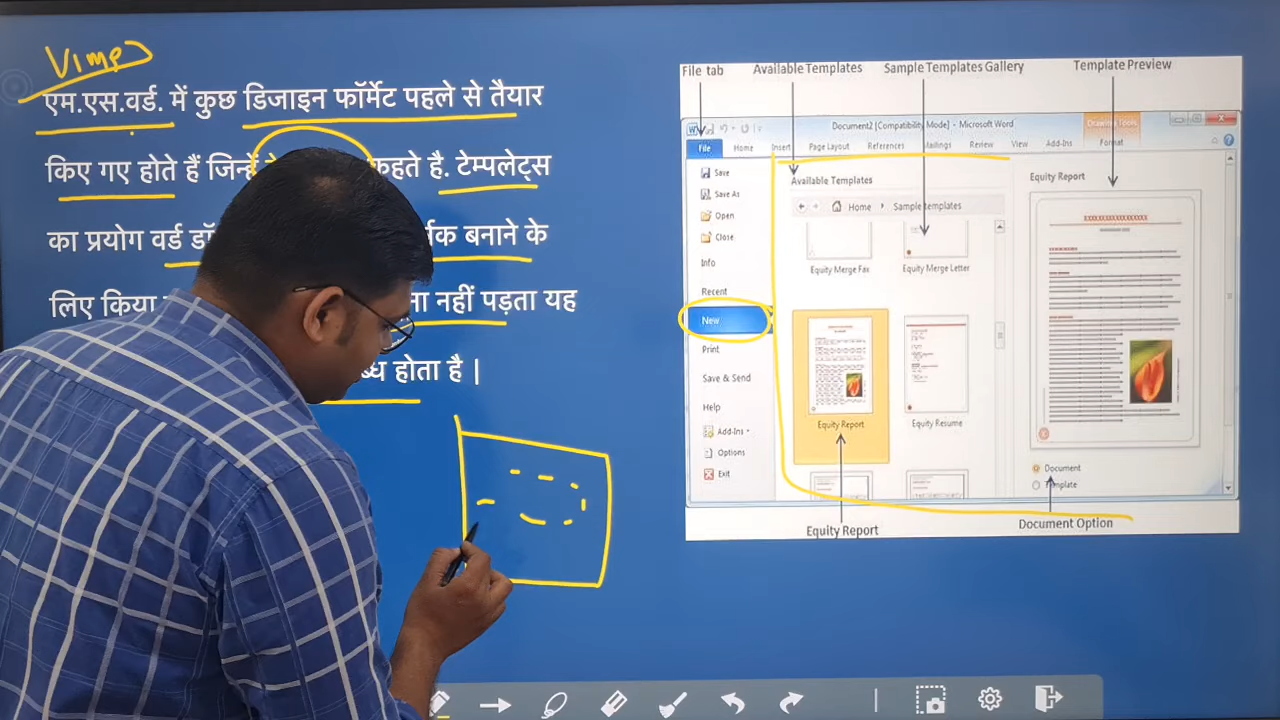 Vimp
एम.एस.वर्ड. में कुछ डिजाइन फॉर्मेट पहले से तैयार
किए गए होते हैं जिन्हें कहते है. टेम्पलेट्स
का प्रयोग वर्ड बनाने के
लिए किया नहीं पड़ता यह
होता है |
File tab
Available Templates
Sample Templates Gallery
Template Preview
Document2 [Compatibility Mode] - Microsoft Word
File
Home
Insert
Page Layout
References
Mailings
Review
View
Add-Ins
Format
Save
Save As
Open
Close
Info
Recent
New
Print
Save & Send
Help
Add-Ins
Options
Exit
Available Templates
Home
Sample templates
Equity Merge Fax
Equity Merge Letter
Equity Report
Equity Resume
Equity Report
Document
Template
Equity Report
Document Option